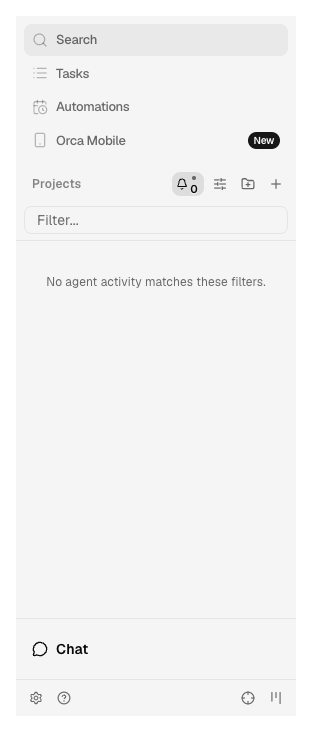 Search
Tasks
Automations
Orca Mobile New
Projects 0
Filter...
No agent activity matches these filters.
Chat